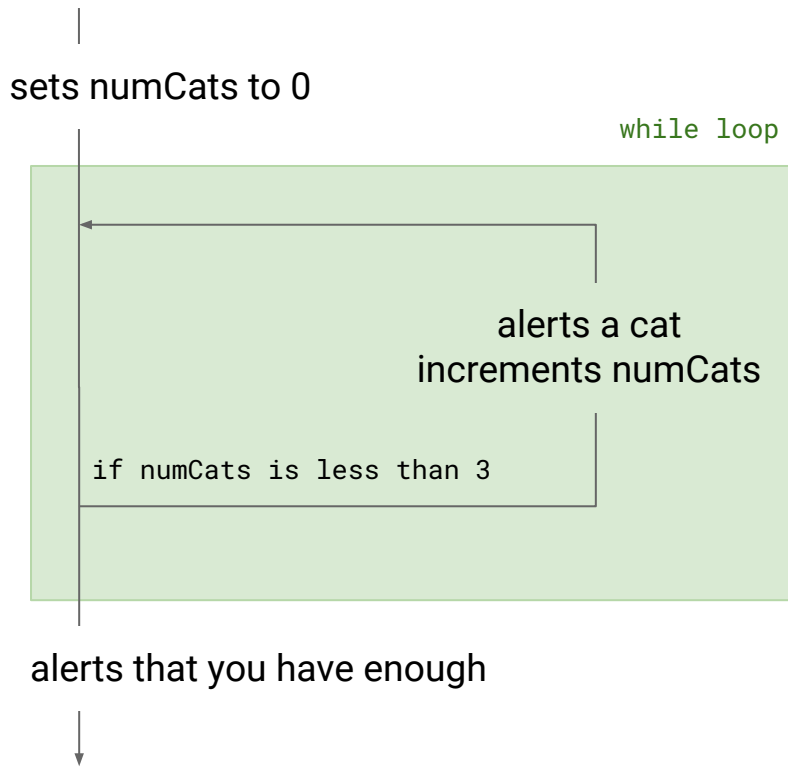 sets numCats to 0
while loop
alerts a cat
increments numCats
if numCats is less than 3
alerts that you have enough